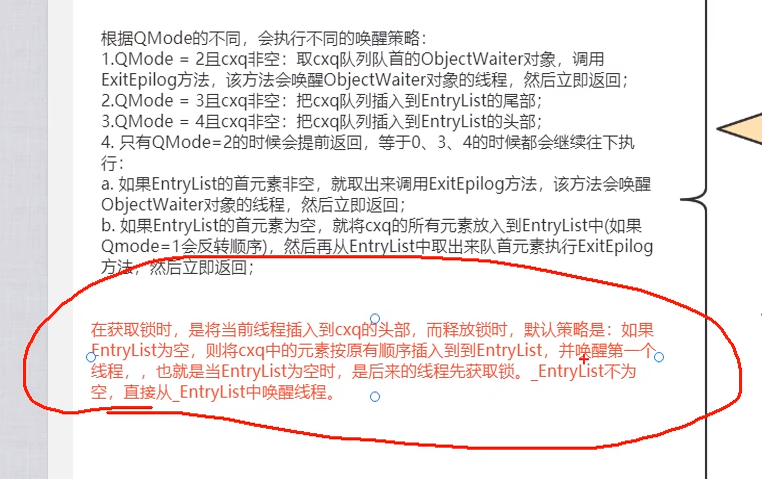 根据QMode的不同，会执行不同的唤醒策略：
1.QMode = 2且cxq非空：取cxq队列队首的ObjectWaiter对象，调用
ExitEpilog方法，该方法会唤醒ObjectWaiter对象的线程，然后立即返回；
2.QMode = 3且cxq非空：把cxq队列插入到EntryList的尾部；
3.QMode = 4且cxq非空：把cxq队列插入到EntryList的头部；
4. 只有QMode=2的时候会提前返回，等于0、3、4的时候都会继续往下执
行：
a. 如果EntryList的首元素非空，就取出来调用ExitEpilog方法，该方法会唤醒
ObjectWaiter对象的线程，然后立即返回；
b. 如果EntryList的首元素为空，就将cxq的所有元素放入到EntryList中(如果
Qmode=1会反转顺序)，然后再从EntryList中取出来队首元素执行ExitEpilog
方法，然后立即返回；
在获取锁时，是将当前线程插入到cxq的头部，而释放锁时，默认策略是：如果
EntryList为空，则将cxq中的元素按原有顺序插入到到EntryList，并唤醒第一个
线程，，也就是当EntryList为空时，是后来的线程先获取锁。_EntryList不为
空，直接从_EntryList中唤醒线程。